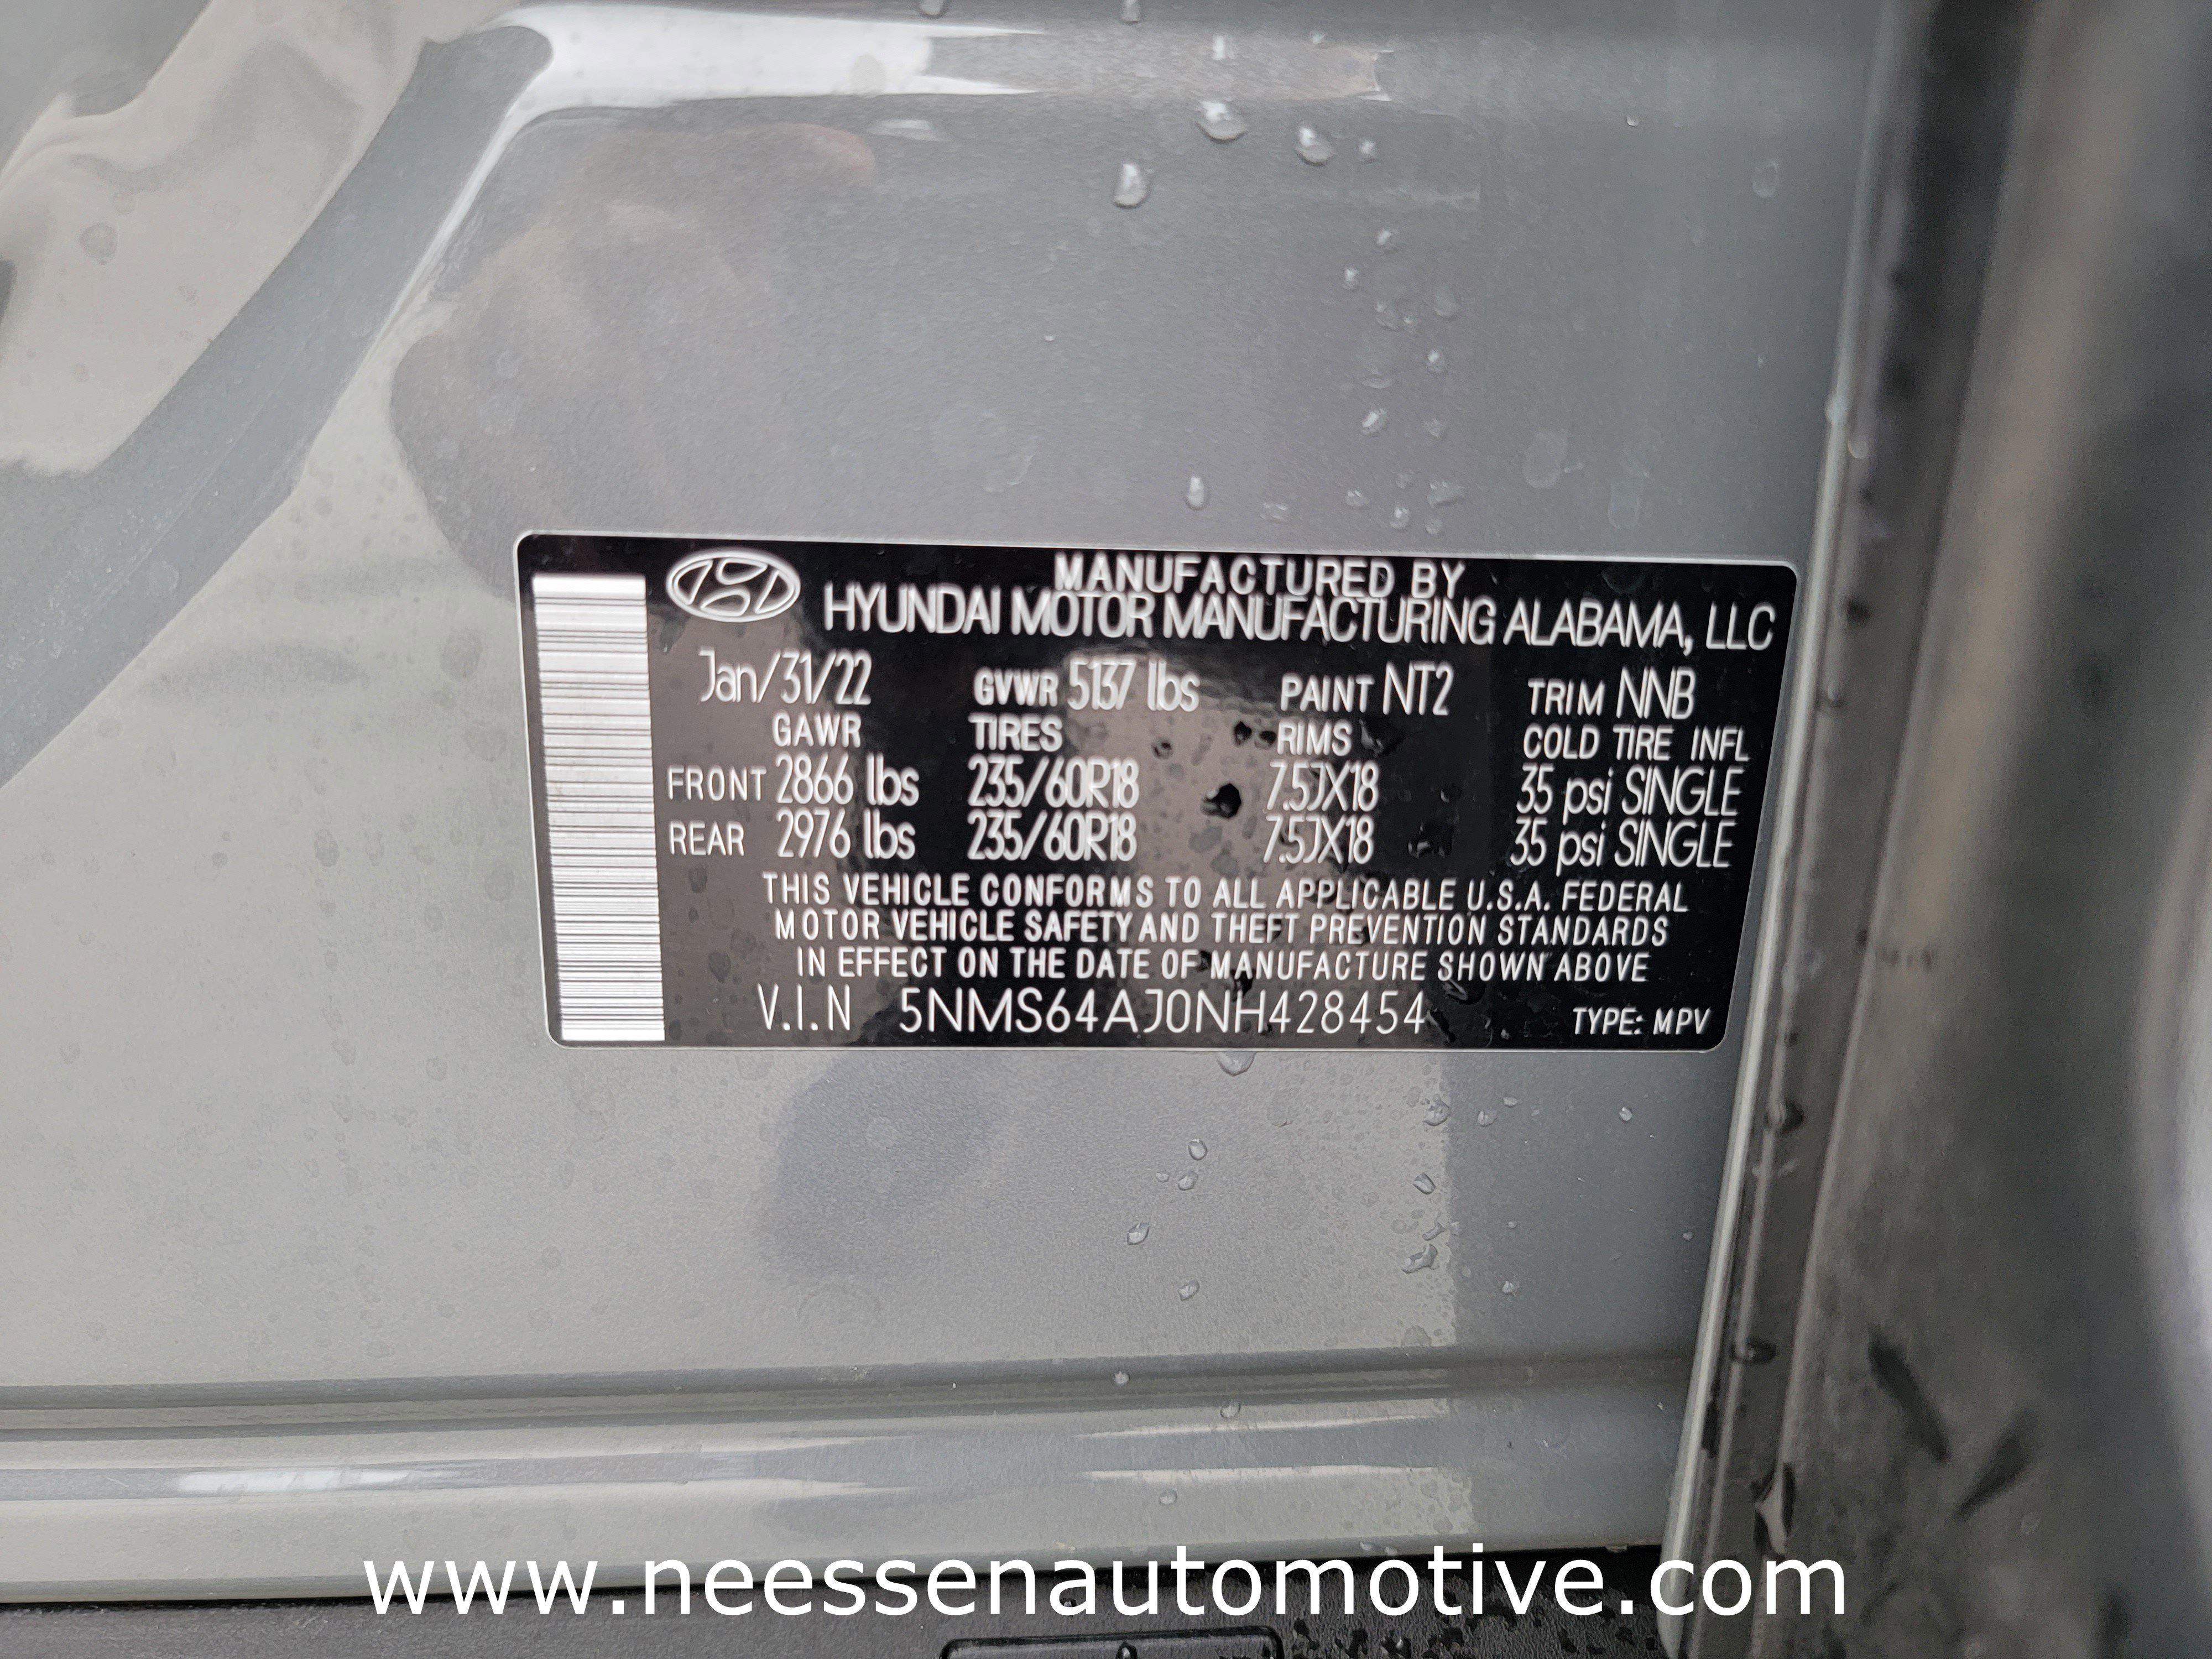 MANUFACTURED BY
HYUNDAI MOTOR MANUFACTURING ALABAMA, LLC
Jan/31/22 GVWR 5137 lbs PAINT NT2 TRIM NNB
GAWR TIRES RIMS COLD TIRE INFL
FRONT 2866 lbs 235/60R18 7.5JX18 35 psi SINGLE
REAR 2976 lbs 235/60R18 7.5JX18 35 psi SINGLE
THIS VEHICLE CONFORMS TO ALL APPLICABLE U.S.A. FEDERAL
MOTOR VEHICLE SAFETY AND THEFT PREVENTION STANDARDS
IN EFFECT ON THE DATE OF MANUFACTURE SHOWN ABOVE
V.I.N 5NMS64AJ0NH428454 TYPE: MPV
www.neessenautomotive.com